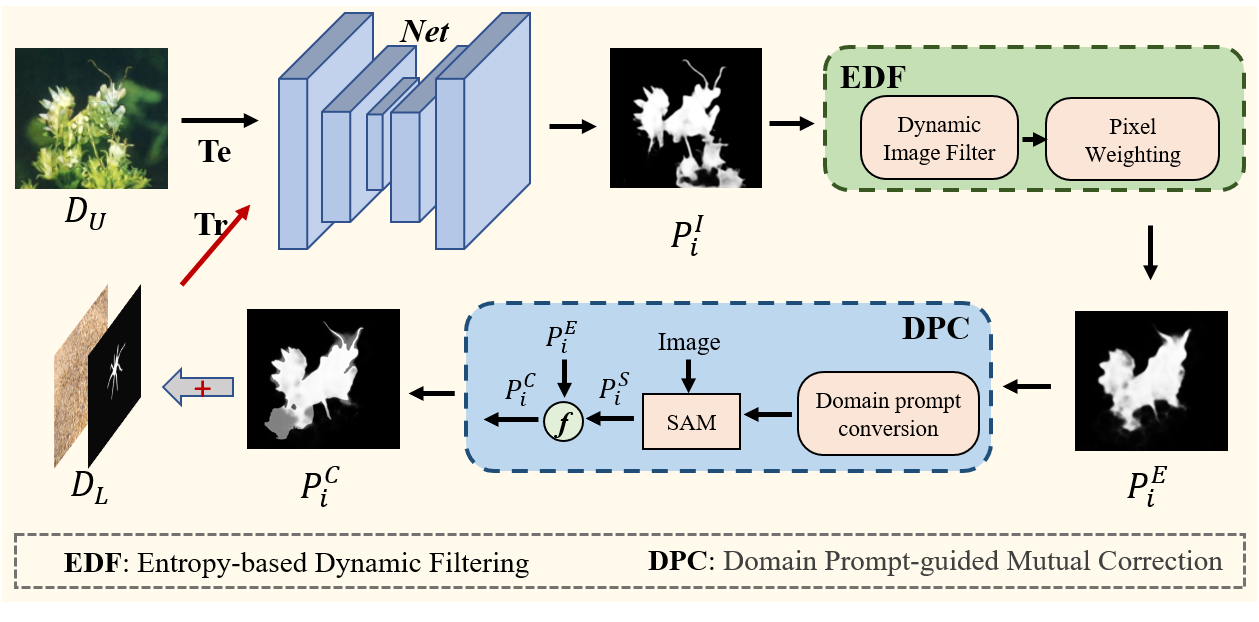 Net
EDF
Dynamic
Image Filter
Pixel
Weighting
Te
D_U
Tr
P_i^I
DPC
P_i^E
Image
P_i^C
P_i^S
f
SAM
Domain prompt
conversion
+
D_L
P_i^C
P_i^E
EDF: Entropy-based Dynamic Filtering
DPC: Domain Prompt-guided Mutual Correction